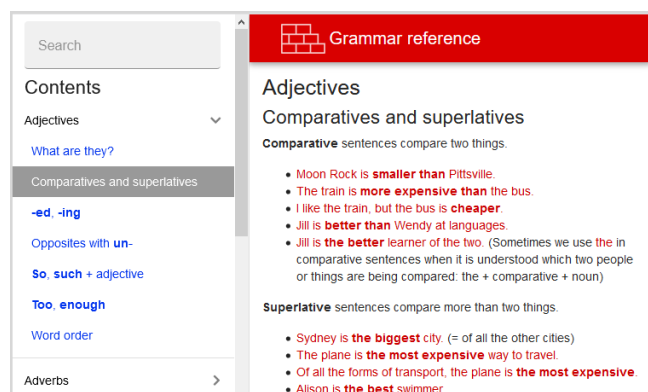 Search
Contents
Adjectives
What are they?
Comparatives and superlatives
-ed, -ing
Opposites with un-
So, such + adjective
Too, enough
Word order
Adverbs
Grammar reference
Adjectives
Comparatives and superlatives
Comparative sentences compare two things.
• Moon Rock is smaller than Pittsville.
• The train is more expensive than the bus.
• I like the train, but the bus is cheaper.
• Jill is better than Wendy at languages.
• Jill is the better learner of the two. (Sometimes we use the in
comparative sentences when it is understood which two people
or things are being compared: the + comparative + noun)
Superlative sentences compare more than two things.
• Sydney is the biggest city. (= of all the other cities)
• The plane is the most expensive way to travel.
• Of all the forms of transport, the plane is the most expensive.
• Alison is the best swimmer